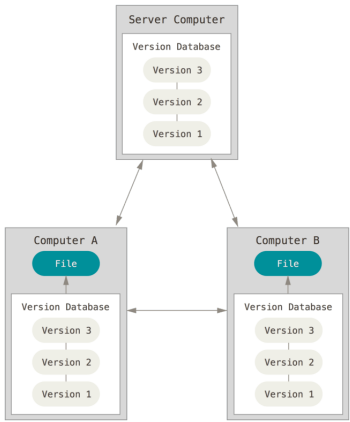 Server Computer
Version Database
Version 3
Version 2
Version 1
Computer A
File
Version Database
Version 3
Version 2
Version 1
Computer B
File
Version Database
Version 3
Version 2
Version 1